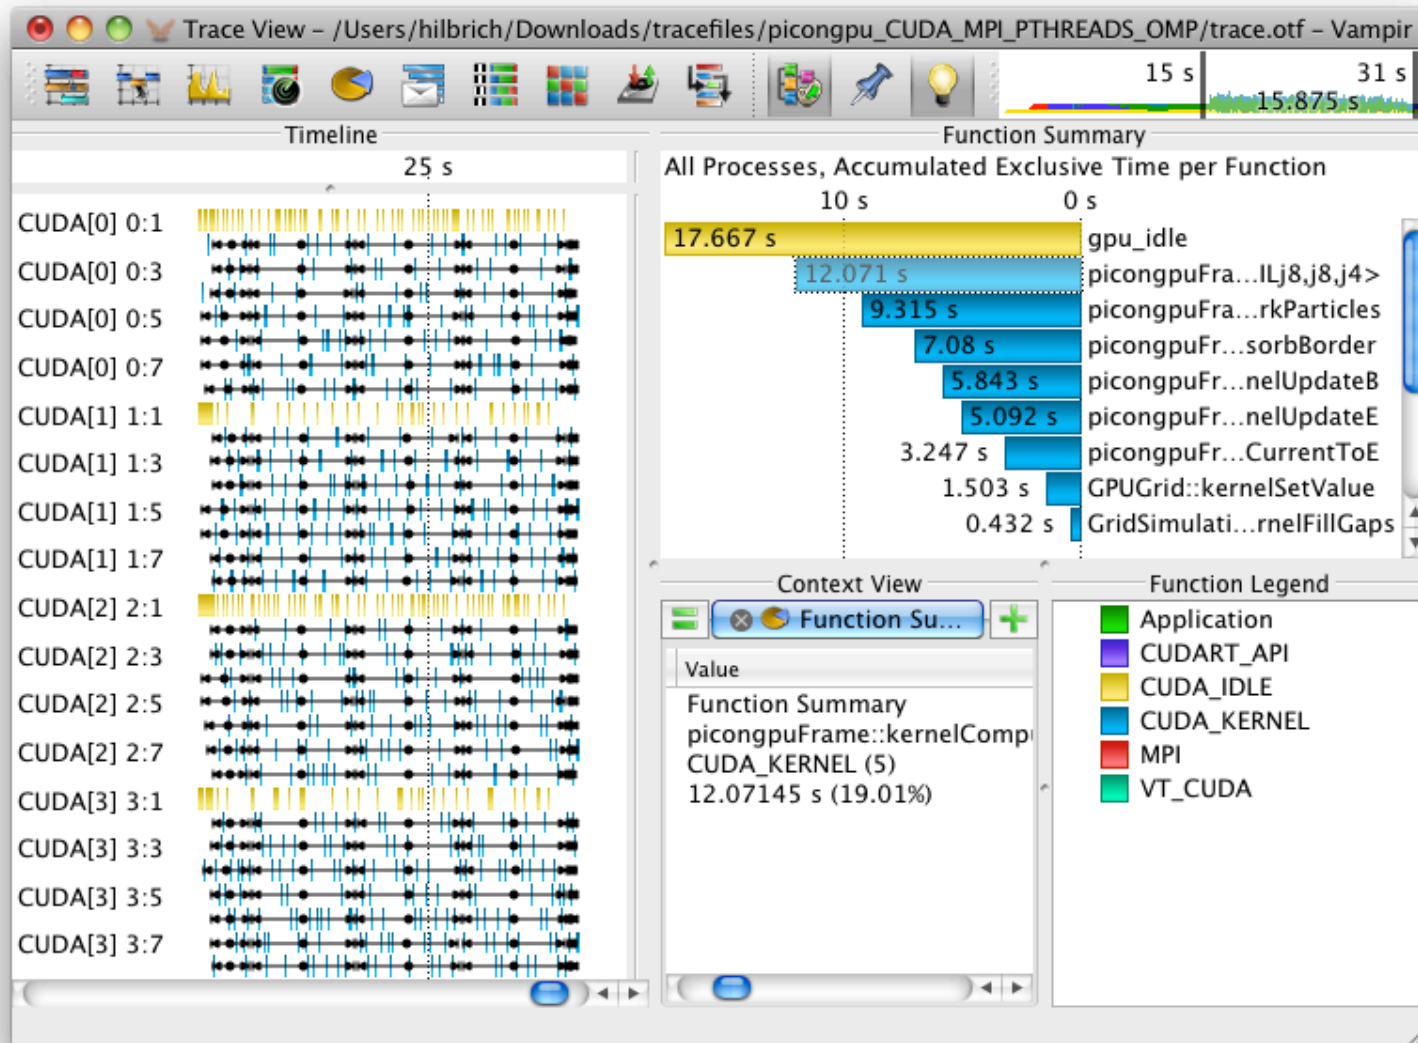 Trace View – /Users/hilbrich/Downloads/tracefiles/picongpu_CUDA_MPI_PTHREADS_OMP/trace.otf – Vampir
15 s
31 s
15.875 s
Timeline
25 s
CUDA[0] 0:1
CUDA[0] 0:3
CUDA[0] 0:5
CUDA[0] 0:7
CUDA[1] 1:1
CUDA[1] 1:3
CUDA[1] 1:5
CUDA[1] 1:7
CUDA[2] 2:1
CUDA[2] 2:3
CUDA[2] 2:5
CUDA[2] 2:7
CUDA[3] 3:1
CUDA[3] 3:3
CUDA[3] 3:5
CUDA[3] 3:7
Function Summary
All Processes, Accumulated Exclusive Time per Function
10 s 0 s
17.667 s gpu_idle
12.071 s picongpuFra...ILj8,j8,j4>
9.315 s picongpuFra...rkParticles
7.08 s picongpuFr...sorbBorder
5.843 s picongpuFr...nelUpdateB
5.092 s picongpuFr...nelUpdateE
3.247 s picongpuFr...CurrentToE
1.503 s GPUGrid::kernelSetValue
0.432 s GridSimulati...rnelFillGaps
Context View
Function Su...
Value
Function Summary
picongpuFrame::kernelComp
CUDA_KERNEL (5)
12.07145 s (19.01%)
Function Legend
Application
CUDART_API
CUDA_IDLE
CUDA_KERNEL
MPI
VT_CUDA